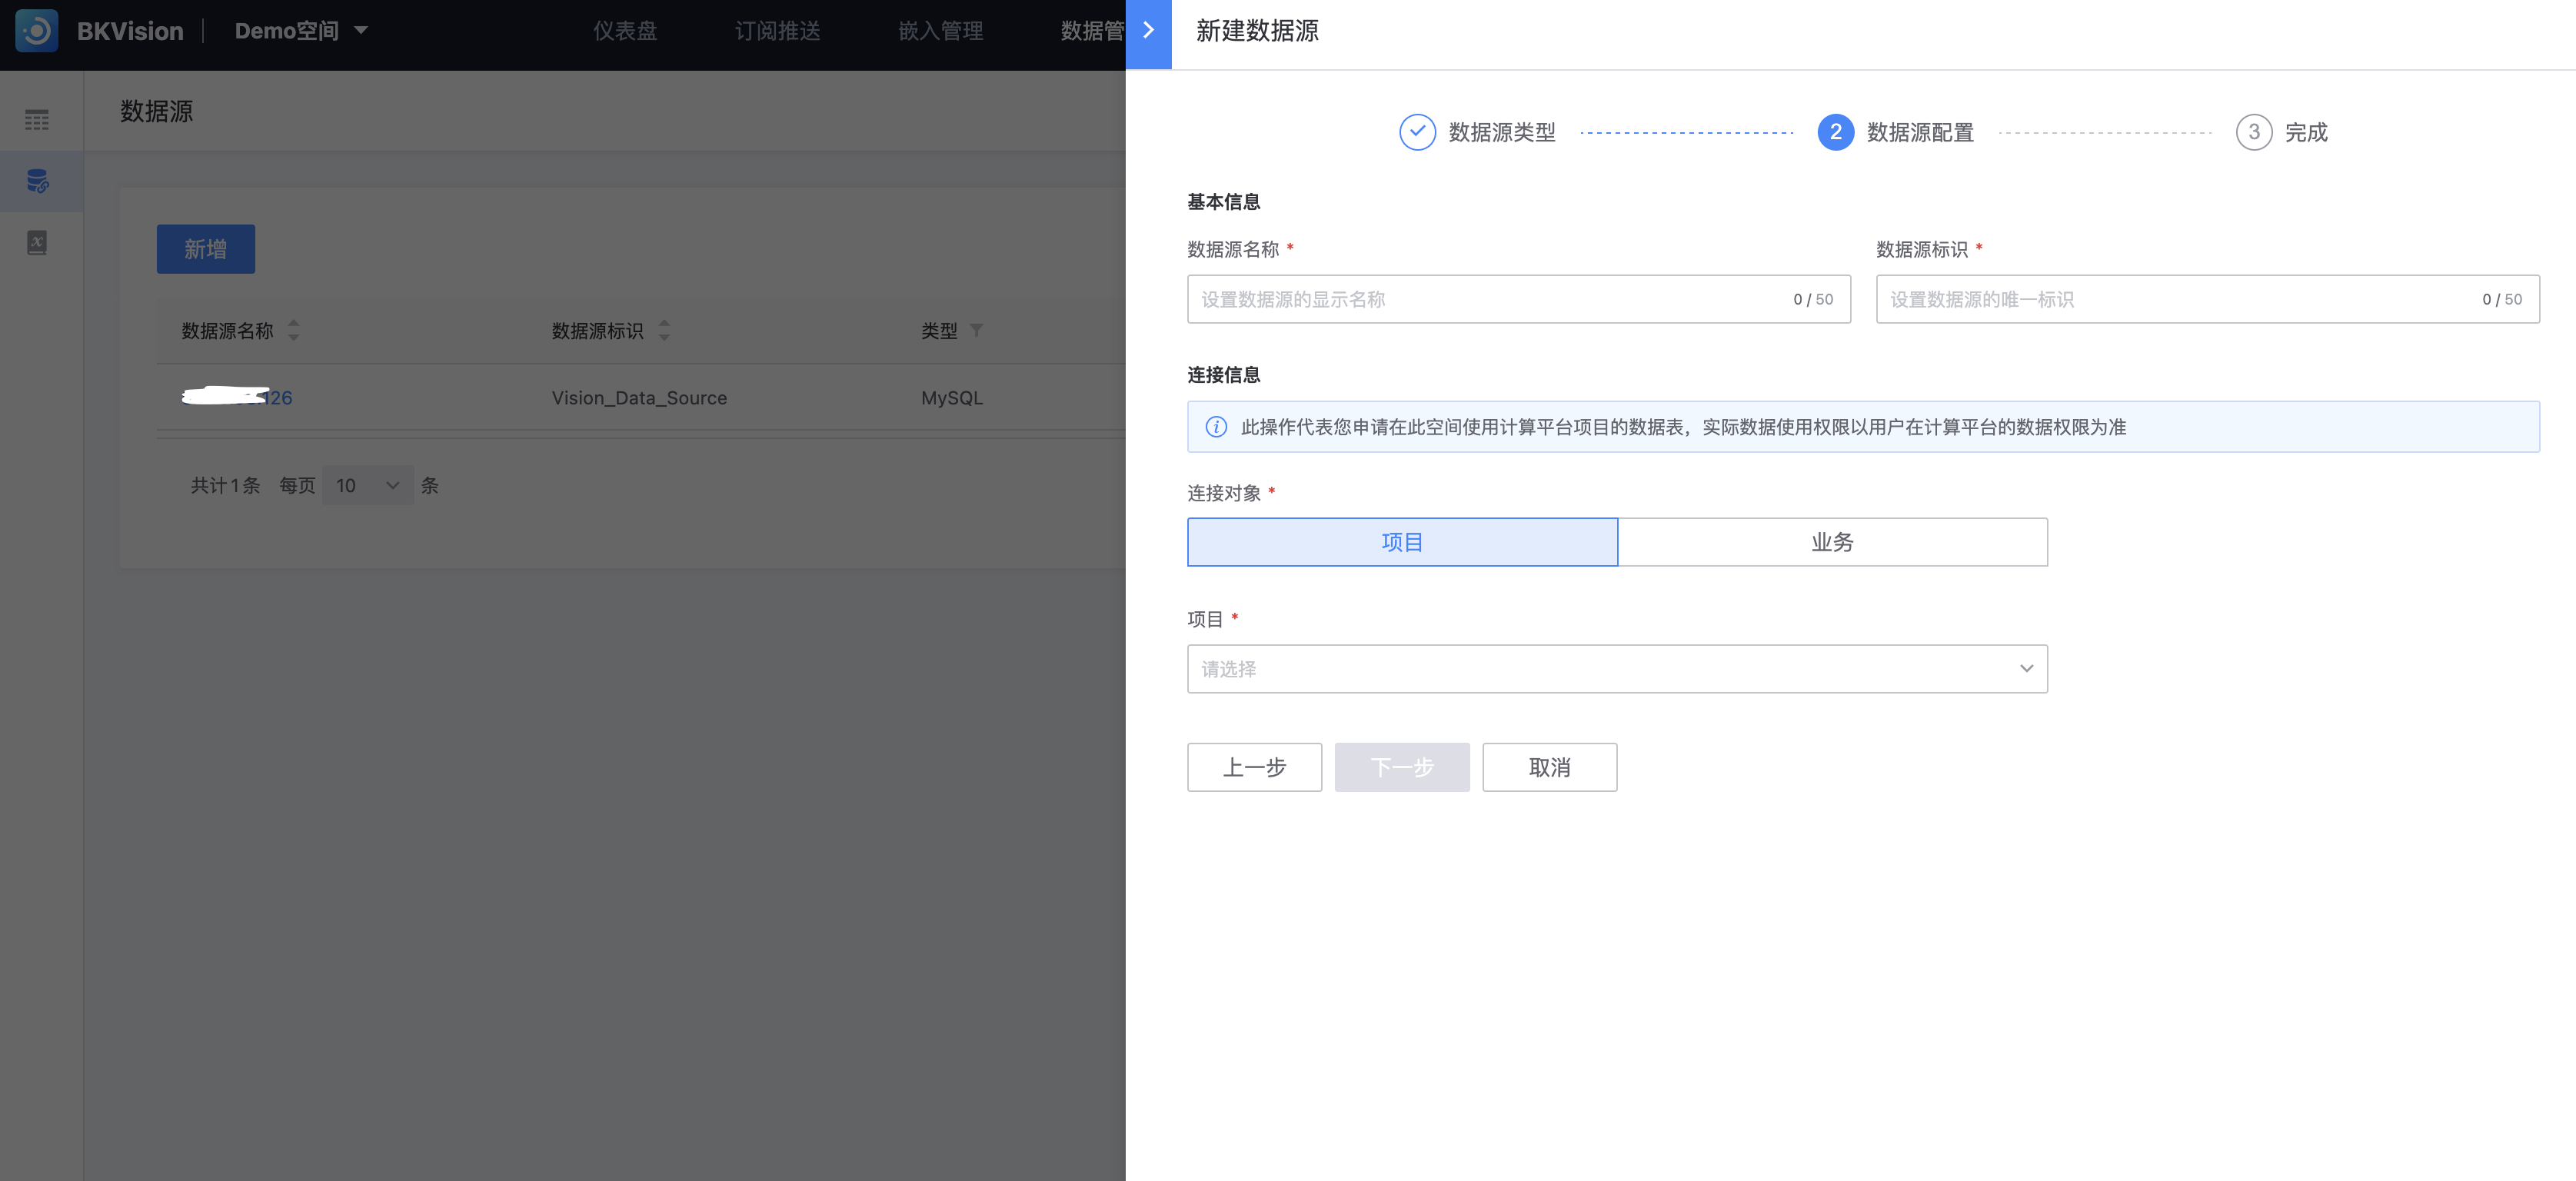 BKVision
Demo空间
仪表盘
订阅推送
嵌入管理
数据管
数据源
新增
数据源名称
数据源标识
类型
126
Vision_Data_Source
MySQL
共计1条 每页 10 条
新建数据源
数据源类型
2 数据源配置
3 完成
基本信息
数据源名称 *
数据源标识 *
设置数据源的显示名称 0 / 50
设置数据源的唯一标识 0 / 50
连接信息
此操作代表您申请在此空间使用计算平台项目的数据表，实际数据使用权限以用户在计算平台的数据权限为准
连接对象 *
项目
业务
项目 *
请选择
上一步
下一步
取消